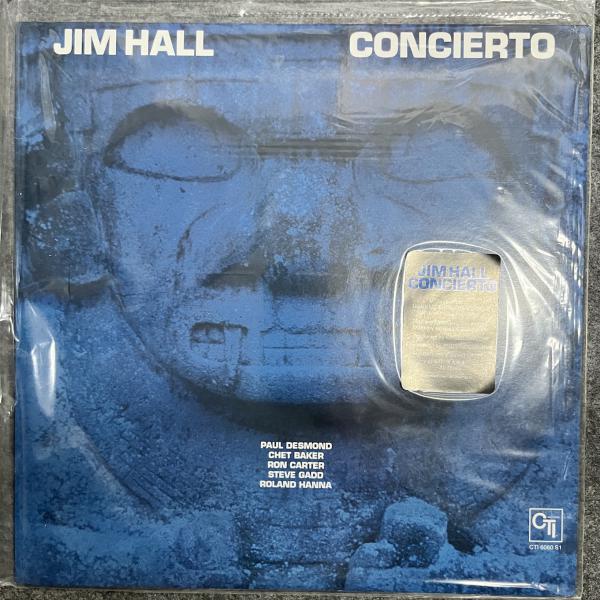 JIM HALL CONCIERTO
JIM HALL
CONCIERTO
PAUL DESMOND
CHET BAKER
RON CARTER
STEVE GADD
ROLAND HANNA
CTI
CTI 6060 S1